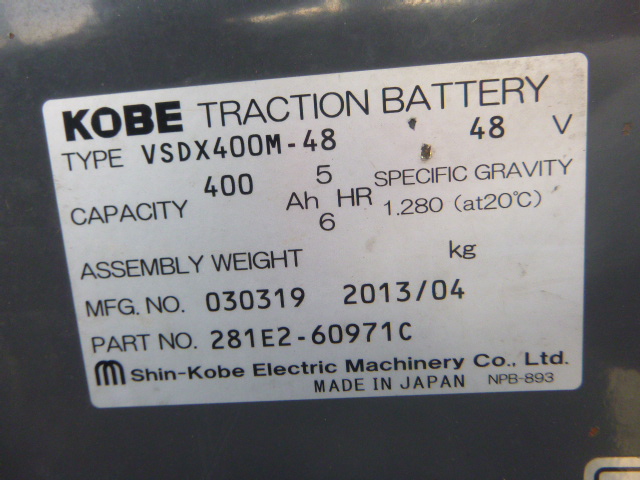 KOBE TRACTION BATTERY
TYPE VSDX400M-48 48 V
CAPACITY 400 Ah 5 HR SPECIFIC GRAVITY
6 1.280 (at20℃)
ASSEMBLY WEIGHT kg
MFG. NO. 030319 2013/04
PART NO. 281E2-60971C
Shin-Kobe Electric Machinery Co., Ltd.
MADE IN JAPAN NPB-893